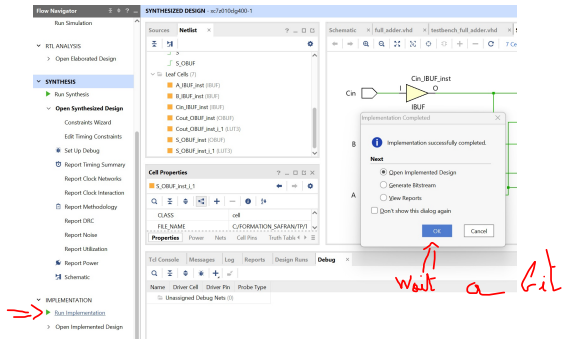 Flow Navigator
SYNTHESIZED DESIGN - xc7z010dg400-1
Run Simulation
RTL ANALYSIS
Open Elaborated Design
SYNTHESIS
Run Synthesis
Open Synthesized Design
Constraints Wizard
Edit Timing Constraints
Set Up Debug
Report Timing Summary
Report Clock Networks
Report Clock Interaction
Report Methodology
Report DRC
Report Noise
Report Utilization
Report Power
Schematic
IMPLEMENTATION
Run Implementation
Open Implemented Design
Sources Netlist
S
S_OBUF
Leaf Cells (7)
A_IBUF_inst (IBUF)
B_IBUF_inst (IBUF)
Cin_IBUF_inst (IBUF)
Cout_OBUF_inst (OBUF)
Cout_OBUF_inst_i_1 (LUT3)
S_OBUF_inst (OBUF)
S_OBUF_inst_i_1 (LUT3)
Cell Properties
S_OBUF_inst_i_1
CLASS cell
FILE_NAME C:/FORMATION_SAFRAN/TP/1
Properties Power Nets Cell Pins Truth Table
Schematic full_adder.vhd testbench_full_adder.vhd
7 Ce
Cin_IBUF_inst
Cin I O
IBUF
B
A
Implementation Completed
Implementation successfully completed.
Next
Open Implemented Design
Generate Bitstream
View Reports
Don't show this dialog again
OK Cancel
Wait a bit
Tcl Console Messages Log Reports Design Runs Debug
Name Driver Cell Driver Pin Probe Type
Unassigned Debug Nets (0)